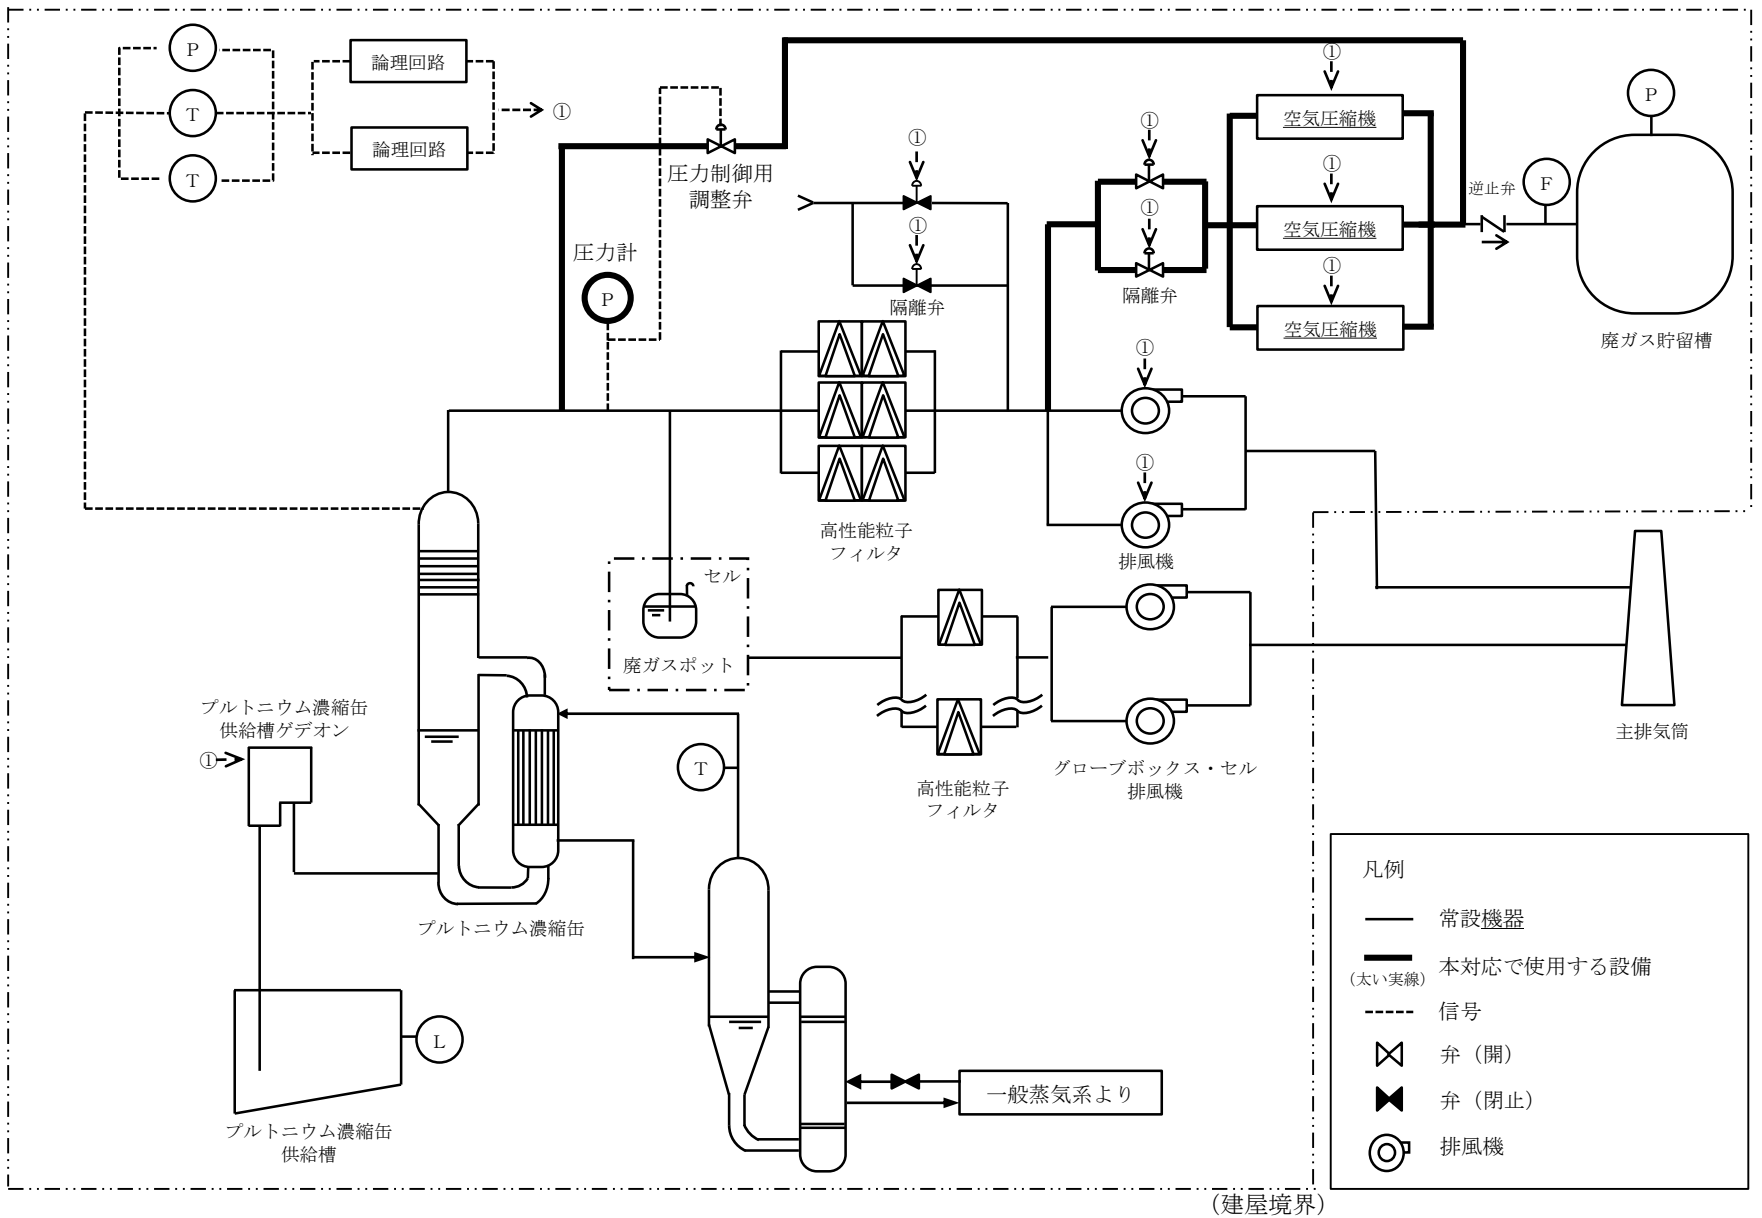 P
T
T
論理回路
論理回路
①
圧力制御用
調整弁
圧力計
P
①
①
隔離弁
①
①
隔離弁
①
空気圧縮機
①
空気圧縮機
①
空気圧縮機
逆止弁
F
P
廃ガス貯留槽
高性能粒子
フィルタ
①
①
排風機
セル
廃ガスポット
高性能粒子
フィルタ
グローブボックス・セル
排風機
主排気筒
プルトニウム濃縮缶
供給槽ゲデオン
①
T
プルトニウム濃縮缶
L
プルトニウム濃縮缶
供給槽
一般蒸気系より
凡例
常設機器
本対応で使用する設備
(太い実線)
信号
弁（開）
弁（閉止）
排風機
（建屋境界）